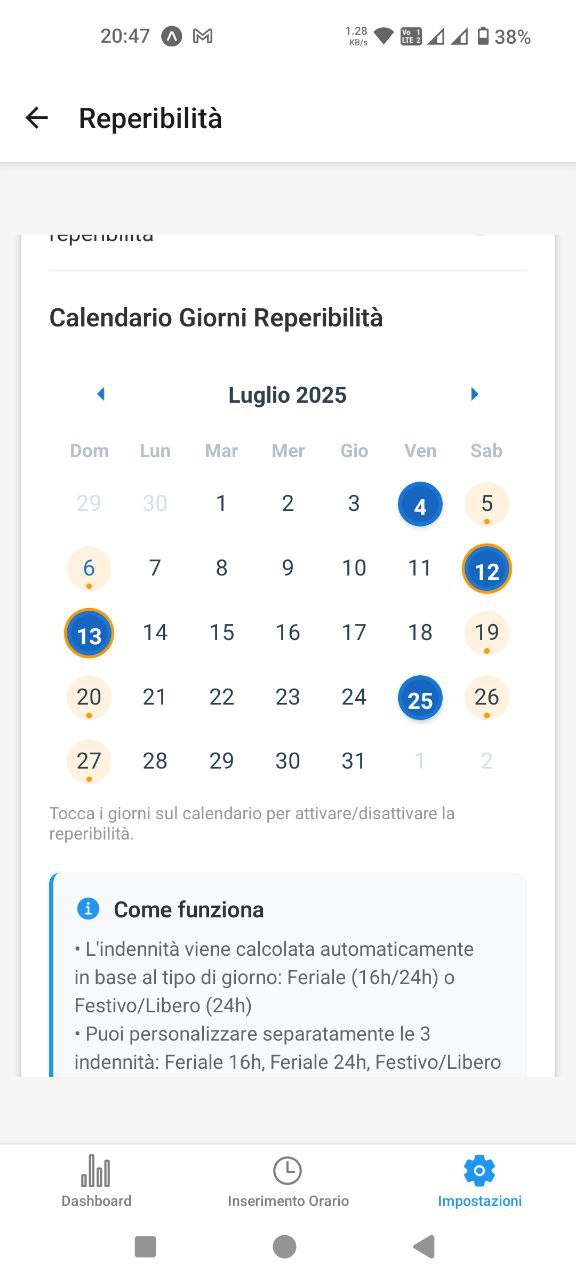 20:47
1.28
KB/s
Vo 1
LTE 2
38%
Reperibilità
reperibilità
Calendario Giorni Reperibilità
Luglio 2025
Dom Lun Mar Mer Gio Ven Sab
29 30 1 2 3 4 5
6 7 8 9 10 11 12
13 14 15 16 17 18 19
20 21 22 23 24 25 26
27 28 29 30 31 1 2
Tocca i giorni sul calendario per attivare/disattivare la
reperibilità.
Come funziona
• L'indennità viene calcolata automaticamente
in base al tipo di giorno: Feriale (16h/24h) o
Festivo/Libero (24h)
• Puoi personalizzare separatamente le 3
indennità: Feriale 16h, Feriale 24h, Festivo/Libero
Dashboard Inserimento Orario Impostazioni